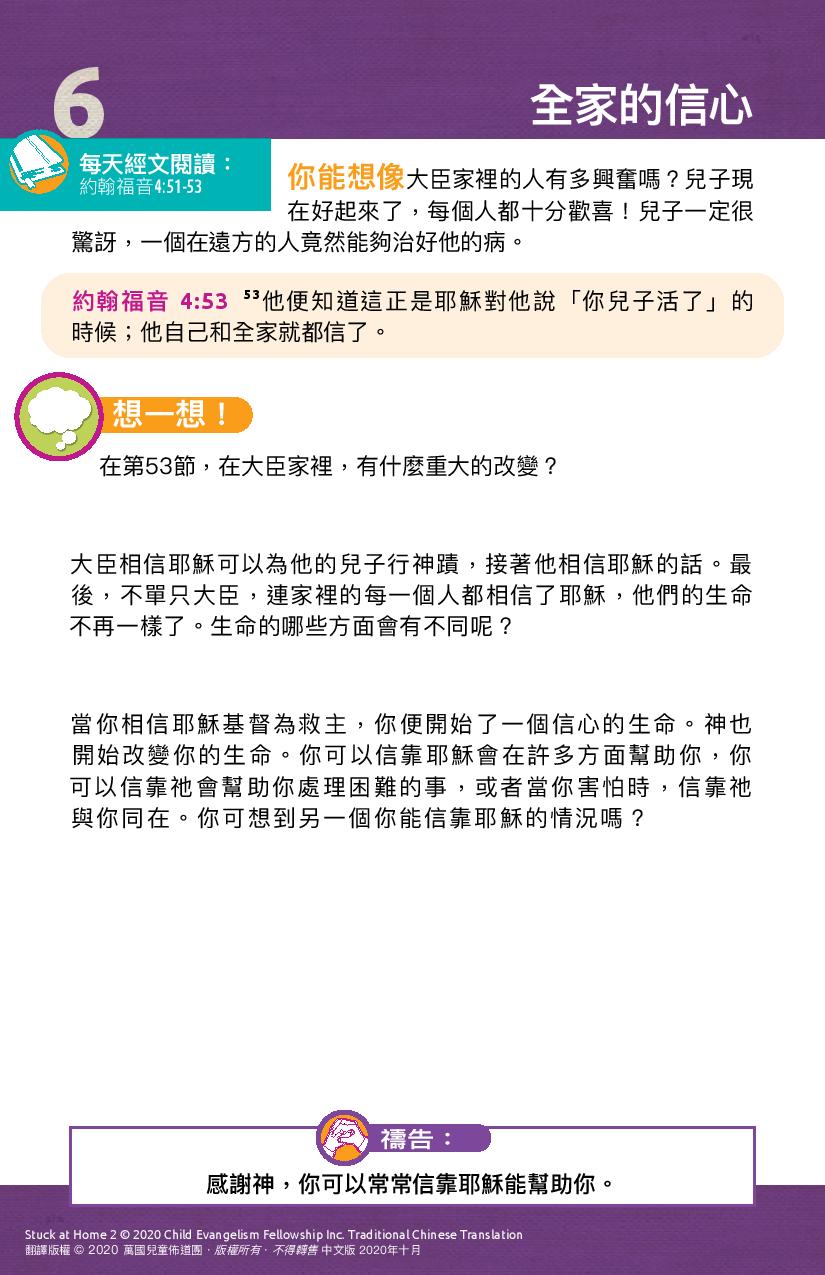 6
全家的信心
每天經文閱讀：
約翰福音4:51-53
你能想像大臣家裡的人有多興奮嗎？兒子現
在好起來了，每個人都十分歡喜！兒子一定很
驚訝，一個在遠方的人竟然能夠治好他的病。
約翰福音 4:53 ⁵³他便知道這正是耶穌對他說「你兒子活了」的
時候；他自己和全家就都信了。
想一想！
在第53節，在大臣家裡，有什麼重大的改變？
大臣相信耶穌可以為他的兒子行神蹟，接著他相信耶穌的話。最
後，不單只大臣，連家裡的每一個人都相信了耶穌，他們的生命
不再一樣了。生命的哪些方面會有不同呢？
當你相信耶穌基督為救主，你便開始了一個信心的生命。神也
開始改變你的生命。你可以信靠耶穌會在許多方面幫助你，你
可以信靠祂會幫助你處理困難的事，或者當你害怕時，信靠祂
與你同在。你可想到另一個你能信靠耶穌的情況嗎？
禱告：
感謝神，你可以常常信靠耶穌能幫助你。
Stuck at Home 2 © 2020 Child Evangelism Fellowship Inc. Traditional Chinese Translation
翻譯版權 © 2020 萬國兒童佈道團 · 版權所有 · 不得轉售 中文版 2020年十月